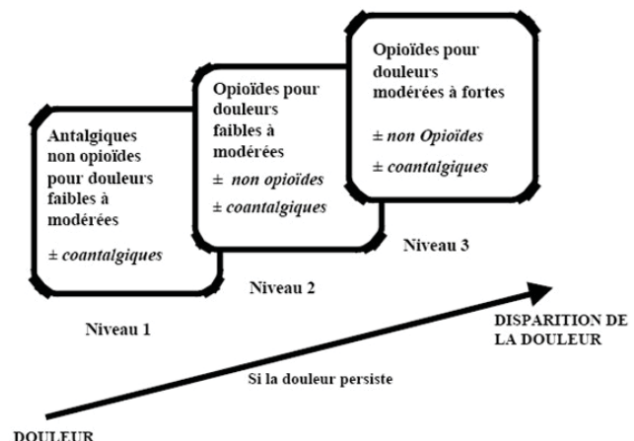 Antalgiques
non opioïdes
pour douleurs
faibles à
modérées
± coantalgiques
Niveau 1
Opioïdes pour
douleurs
faibles à
modérées
± non opioïdes
± coantalgiques
Niveau 2
Opioïdes pour
douleurs
modérées à fortes
± non Opioïdes
± coantalgiques
Niveau 3
DOULEUR
Si la douleur persiste
DISPARITION DE
LA DOULEUR